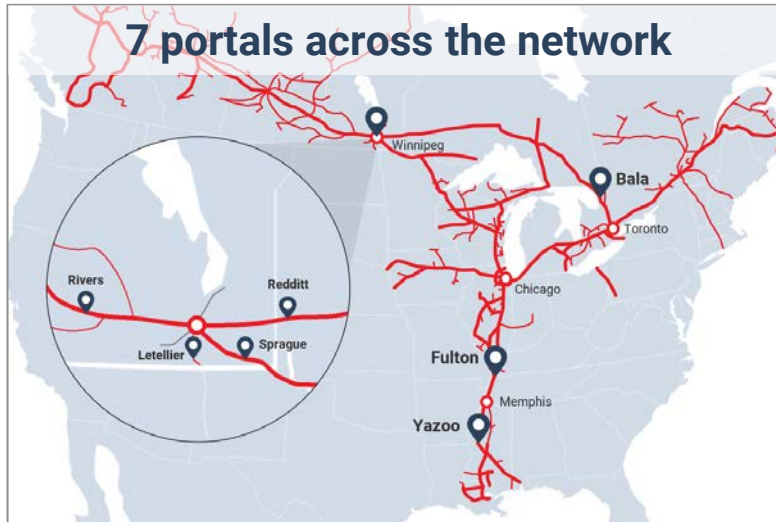 7 portals across the network
Winnipeg
Bala
Toronto
Rivers
Redditt
Chicago
Letellier
Sprague
Fulton
Memphis
Yazoo